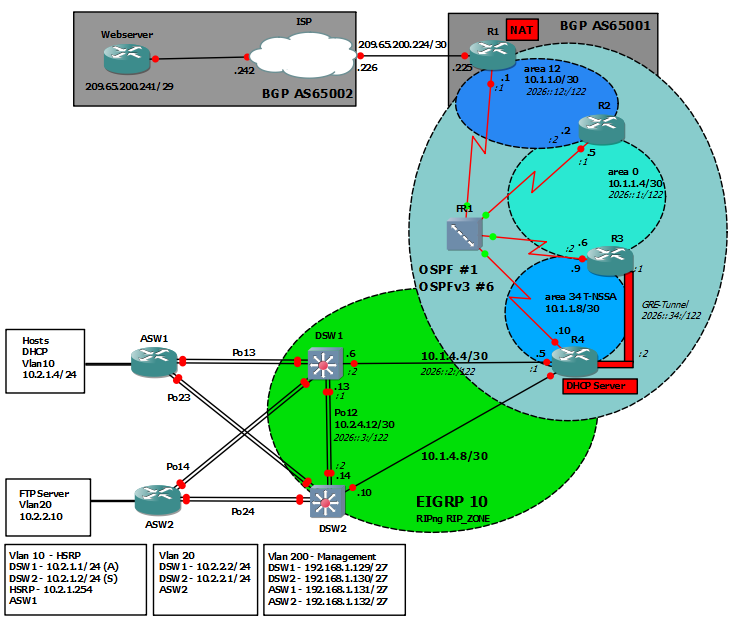 ISP
Webserver
.242
209.65.200.241/29
209.65.200.224/30
.226
BGP AS65002
R1
NAT
BGP AS65001
.225
.1
:1
area 12
10.1.1.0/30
2026::12:/122
R2
:2
.2
.5
:1
area 0
10.1.1.4/30
2026::1:/122
FR1
OSPF #1
OSPFv3 #6
:2
.6
R3
.9
:1
area 34 T-NSSA
10.1.1.8/30
GRE-Tunnel
2026::34:/122
.10
R4
:2
.5
:1
DHCP Server
Hosts
DHCP
Vlan10
10.2.1.4/24
ASW1
Po13
Po23
DSW1
.6
:2
10.1.4.4/30
2026::2:/122
.13
:1
Po12
10.2.4.12/30
2026::3:/122
:2
.14
10.1.4.8/30
.10
Po14
Po24
FTP Server
Vlan20
10.2.2.10
ASW2
DSW2
EIGRP 10
RIPng RIP_ZONE
Vlan 10 - HSRP
DSW1 - 10.2.1.1/24 (A)
DSW2 - 10.2.1.2/24 (S)
HSRP - 10.2.1.254
ASW1
Vlan 20
DSW1 - 10.2.2.2/24
DSW2 - 10.2.2.1/24
ASW2
Vlan 200 - Management
DSW1 - 192.168.1.129/27
DSW2 - 192.168.1.130/27
ASW1 - 192.168.1.131/27
ASW2 - 192.168.1.132/27